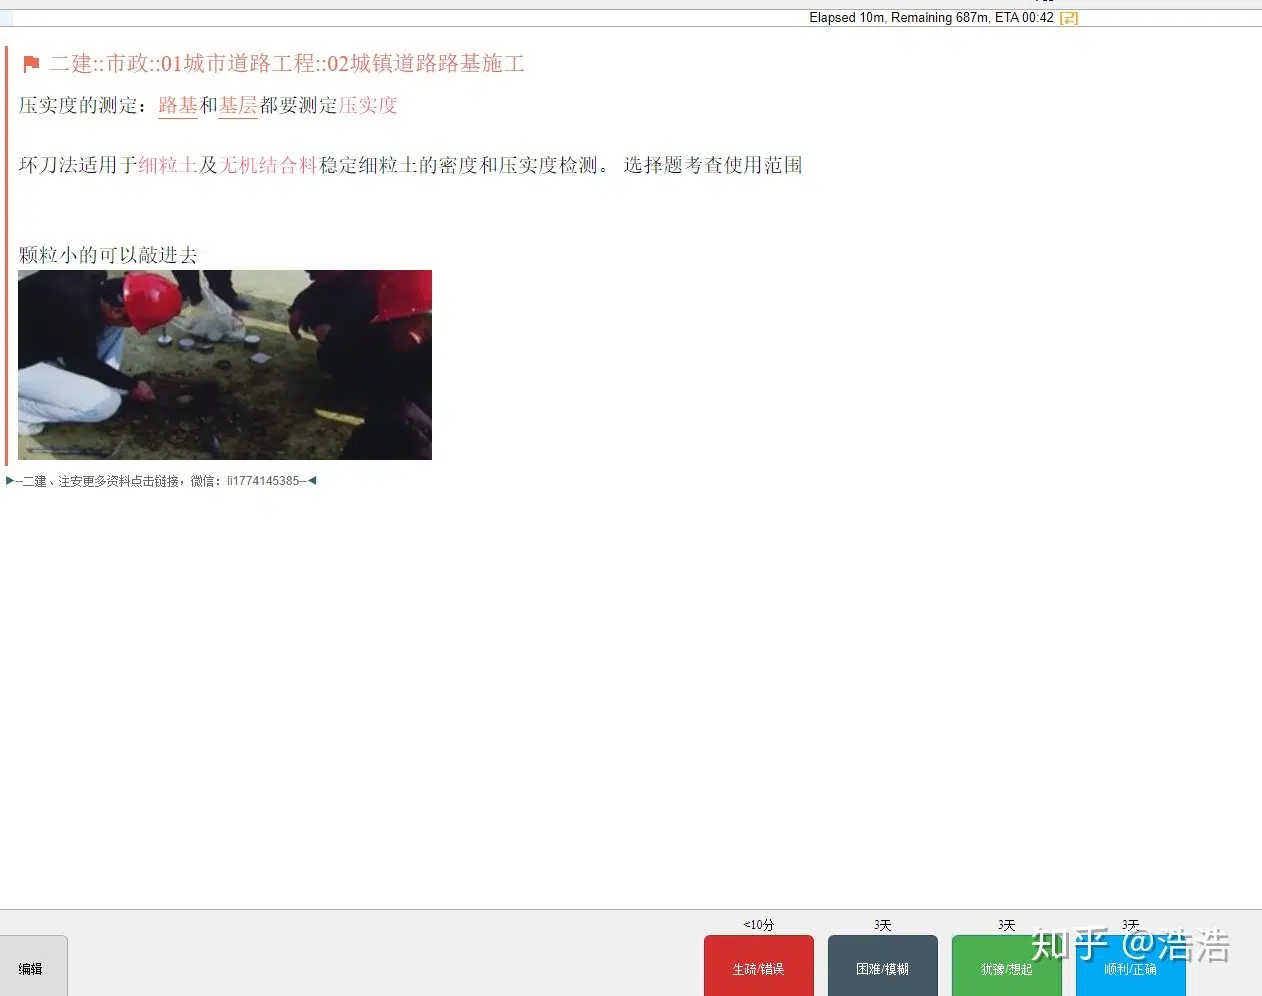 Elapsed 10m, Remaining 687m, ETA 00:42 [2]
二建::市政::01城市道路工程::02城镇道路路基施工
压实度的测定：路基和基层都要测定压实度
环刀法适用于细粒土及无机结合料稳定细粒土的密度和压实度检测。 选择题考查使用范围
颗粒小的可以敲进去
▶--二建、注安更多资料点击链接，微信：li1774145385--◀
<10分 3天 3天 3天
编辑 生疏/错误 困难/模糊 犹豫/想起 顺利/正确
知乎 @浩浩